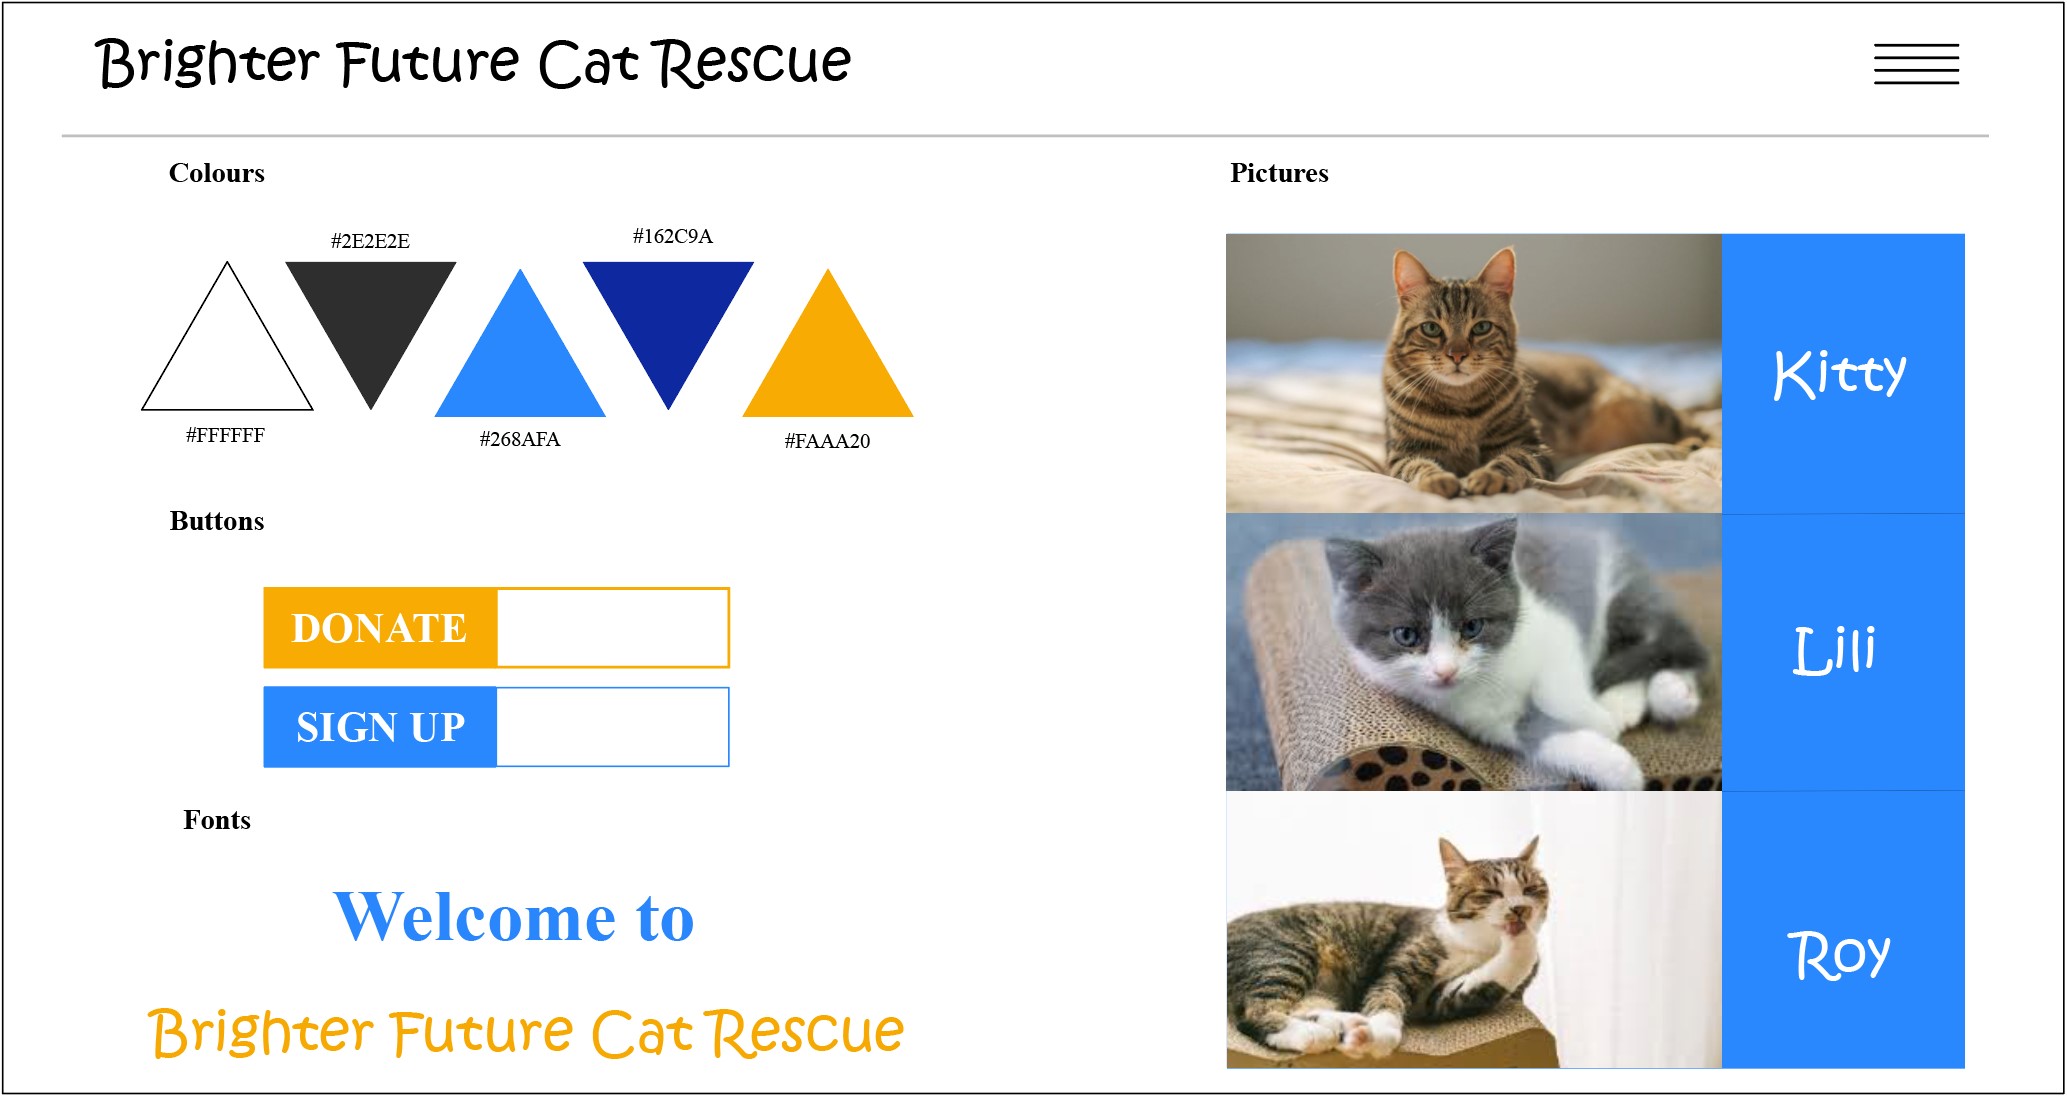 Brighter Future Cat Rescue
Colours
#2E2E2E
#162C9A
#FFFFFF
#268AFA
#FAAA20
Buttons
DONATE
SIGN UP
Fonts
Welcome to
Brighter Future Cat Rescue
Pictures
Kitty
Lili
Roy